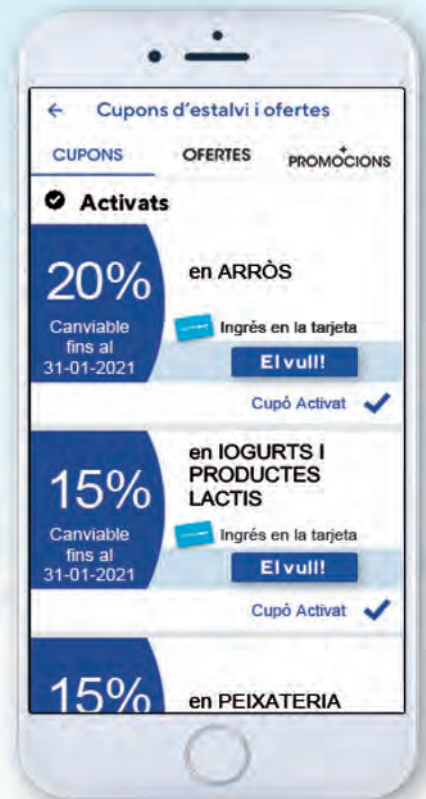 ← Cupons d'estalvi i ofertes
CUPONS OFERTES PROMOCIONS+
Activats
20%
en ARRÒS
Canviable
fins al
31-01-2021
Ingrés en la tarjeta
El vull!
Cupó Activat
15%
en IOGURTS I
PRODUCTES
LACTIS
Canviable
fins al
31-01-2021
Ingrés en la tarjeta
El vull!
Cupó Activat
15%
en PEIXATERIA